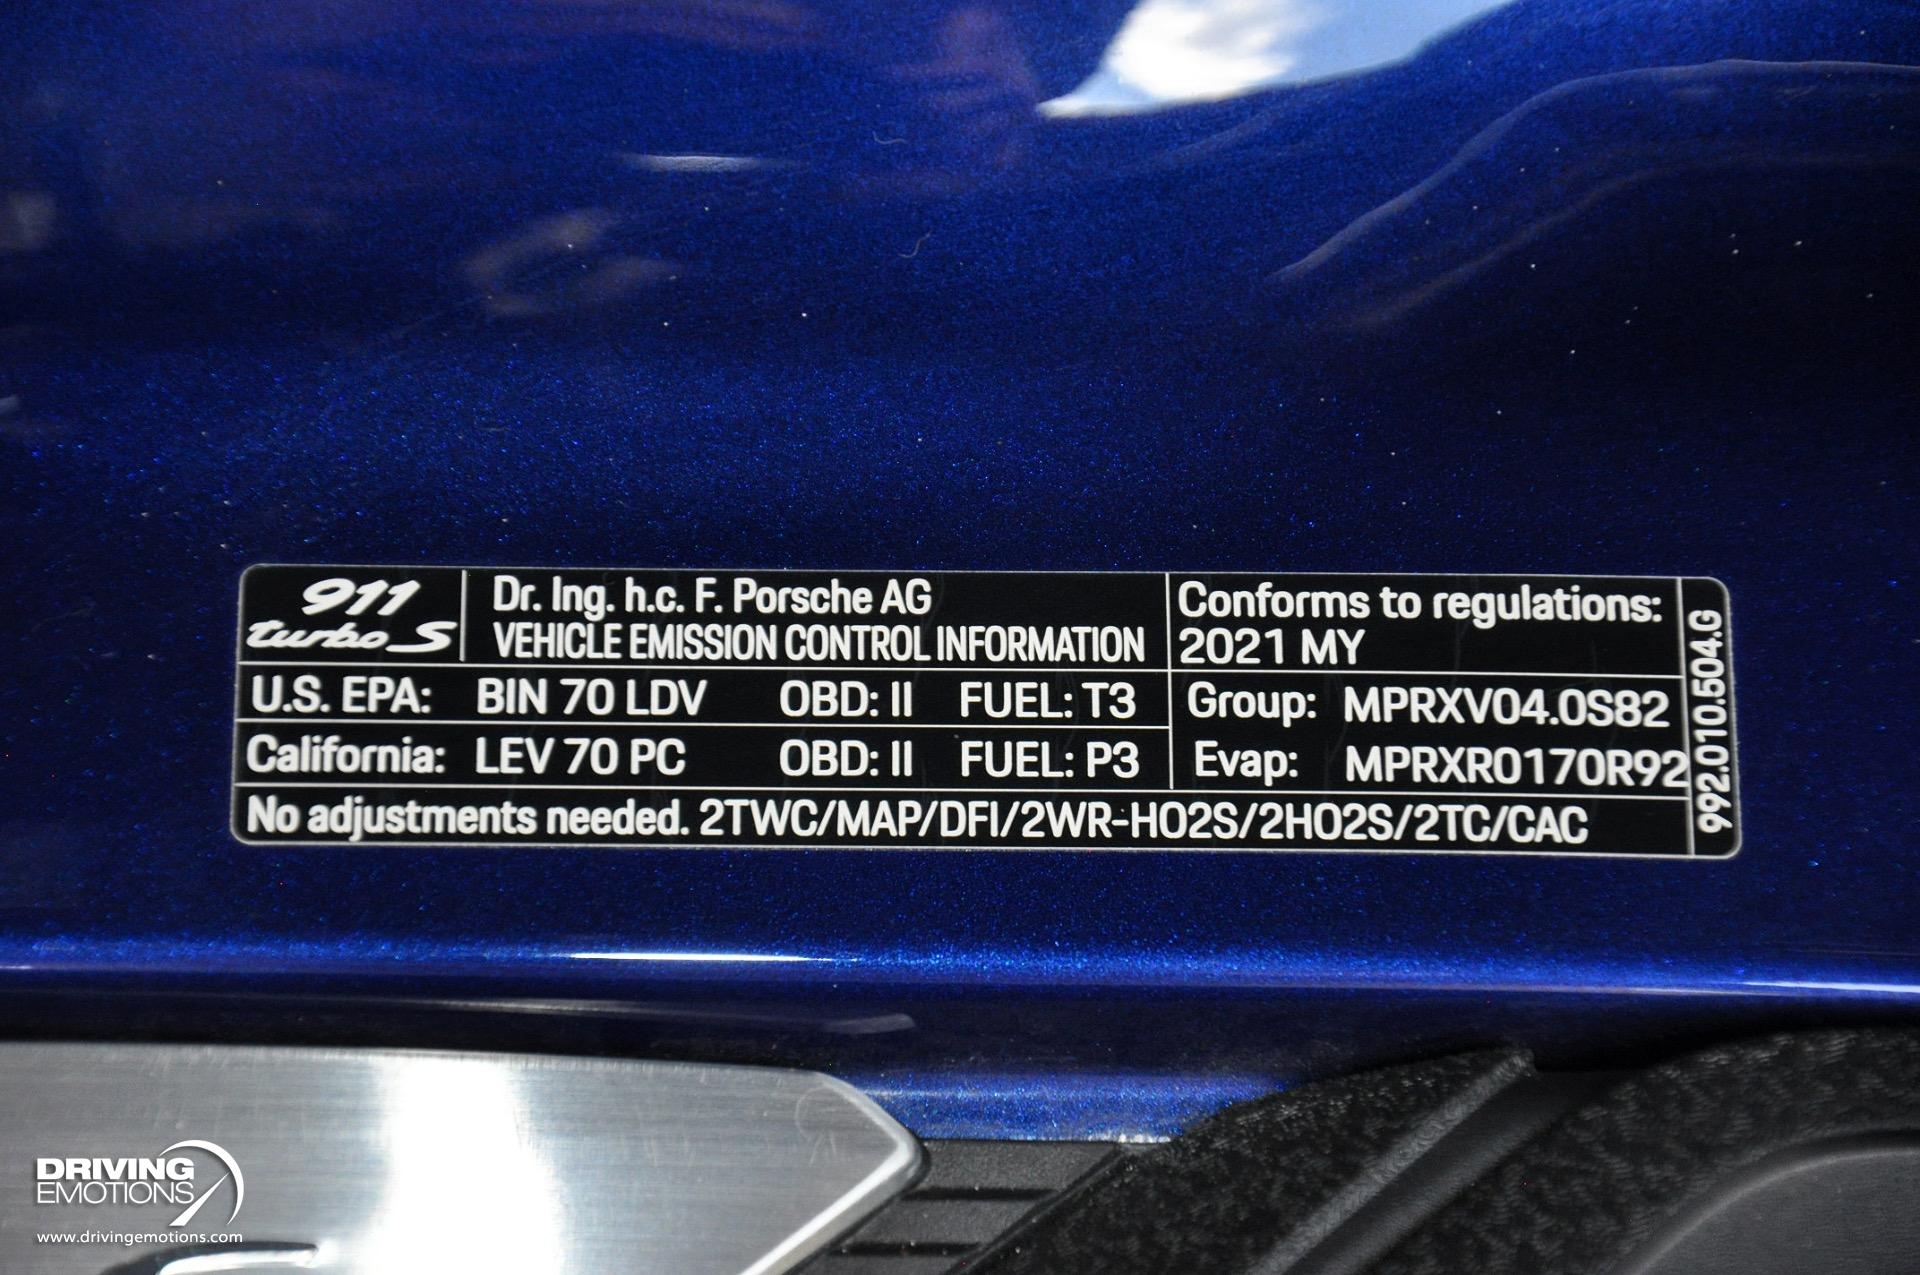 911
turbo S
Dr. Ing. h.c. F. Porsche AG
VEHICLE EMISSION CONTROL INFORMATION
Conforms to regulations:
2021 MY
U.S. EPA: BIN 70 LDV OBD: II FUEL: T3
California: LEV 70 PC OBD: II FUEL: P3
Group: MPRXV04.0S82
Evap: MPRXR0170R92
No adjustments needed. 2TWC/MAP/DFI/2WR-HO2S/2HO2S/2TC/CAC
992.010.504.G
DRIVING
EMOTIONS
www.drivingemotions.com